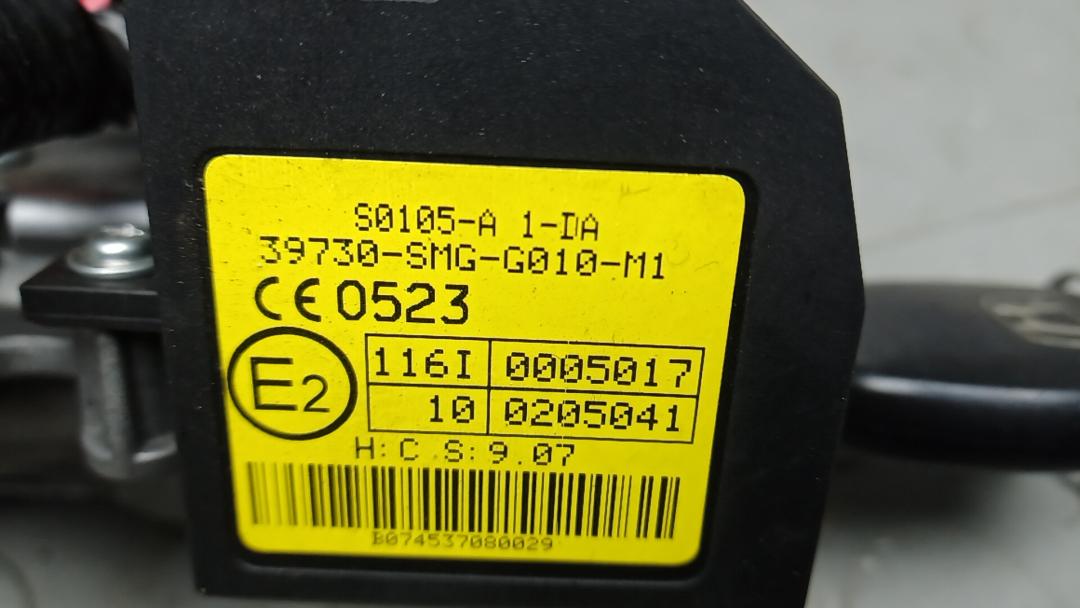 S0105-A 1-DA
39730-SMG-G010-M1
CE 0523
E2
116I 0005017
10 0205041
H: C S: 9.07
B074537080029